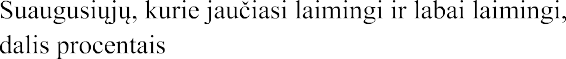 Suaugusiųjų, kurie jaučiasi laimingi ir labai laimingi,
dalis procentais